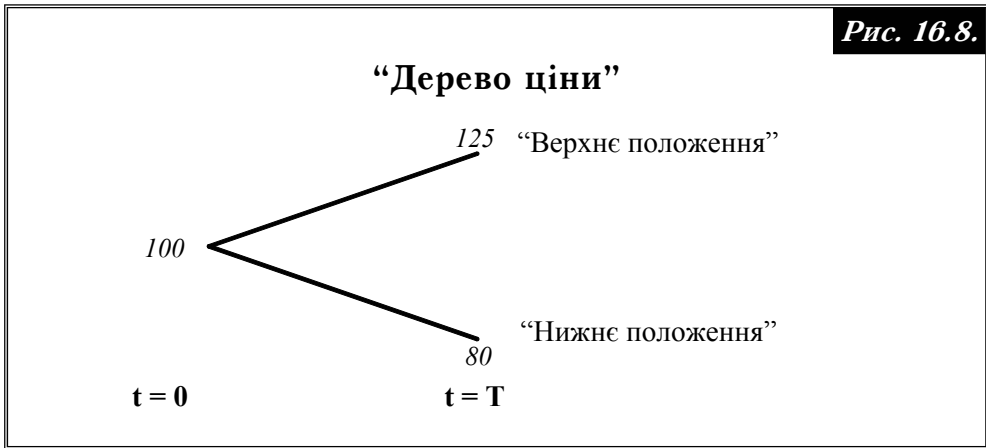 Рис. 16.8.
“Дерево ціни”
125 “Верхнє положення”
100
“Нижнє положення”
80
t = 0 t = T